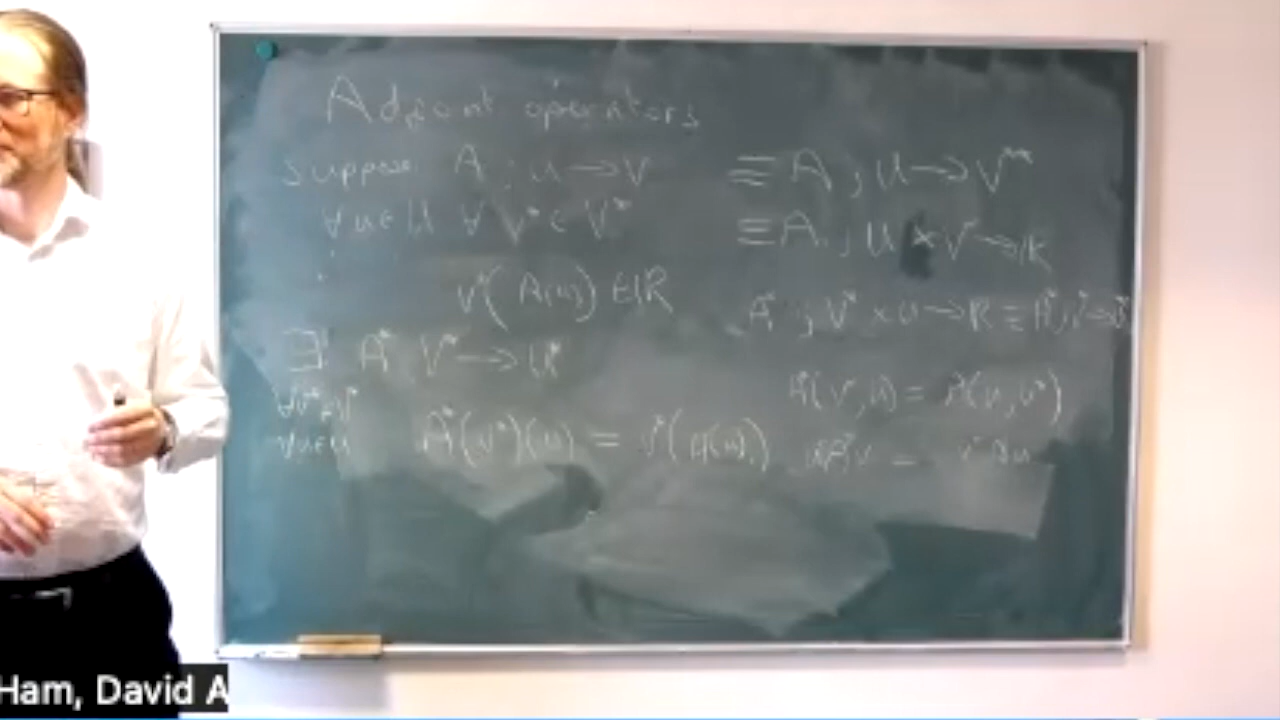 Adjoint operators
suppose A : U → V
∀ u ∈ U ∀ v* ∈ V*
v*(A(u)) ∈ ℝ
∃ A* V* → U*
∀v*∈V*
∀u∈U
A*(v*)(u) = v*(A(u))
≡ A : U → V**
≡ A : U × V* → ℝ
A* : V* × U → ℝ ≡ A* : V* → U*
A*(v*, u) = A(u, v*)
Ham, David A